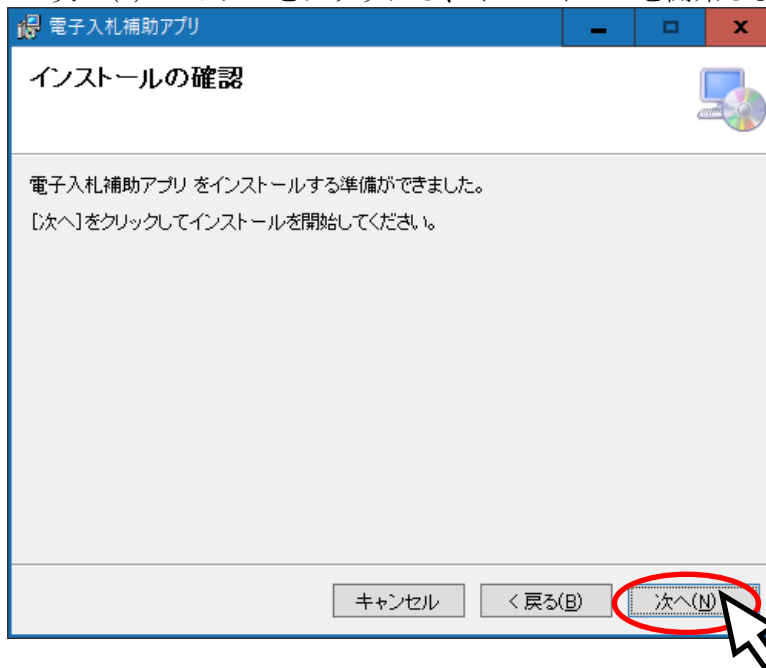 電子入札補助アプリ
インストールの確認
電子入札補助アプリ をインストールする準備ができました。
[次へ]をクリックしてインストールを開始してください。
キャンセル
< 戻る(B)
次へ(N)